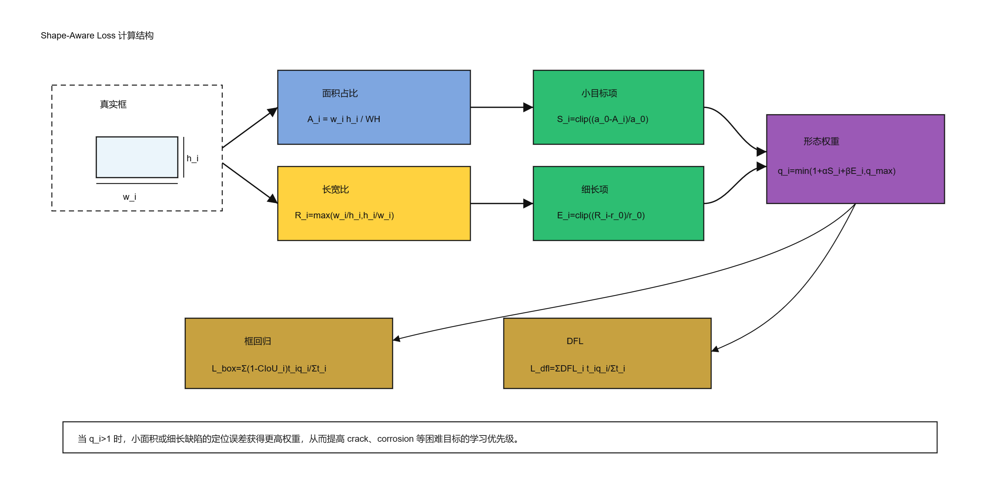 Shape-Aware Loss 计算结构
真实框
h_i
w_i
面积占比
A_i = w_i h_i / WH
长宽比
R_i=max(w_i/h_i,h_i/w_i)
小目标项
S_i=clip((a_0-A_i)/a_0)
细长项
E_i=clip((R_i-r_0)/r_0)
形态权重
q_i=min(1+αS_i+βE_i,q_max)
框回归
L_box=Σ(1-CIoU_i)t_iq_i/Σt_i
DFL
L_dfl=ΣDFL_i t_iq_i/Σt_i
当 q_i>1 时，小面积或细长缺陷的定位误差获得更高权重，从而提高 crack、corrosion 等困难目标的学习优先级。